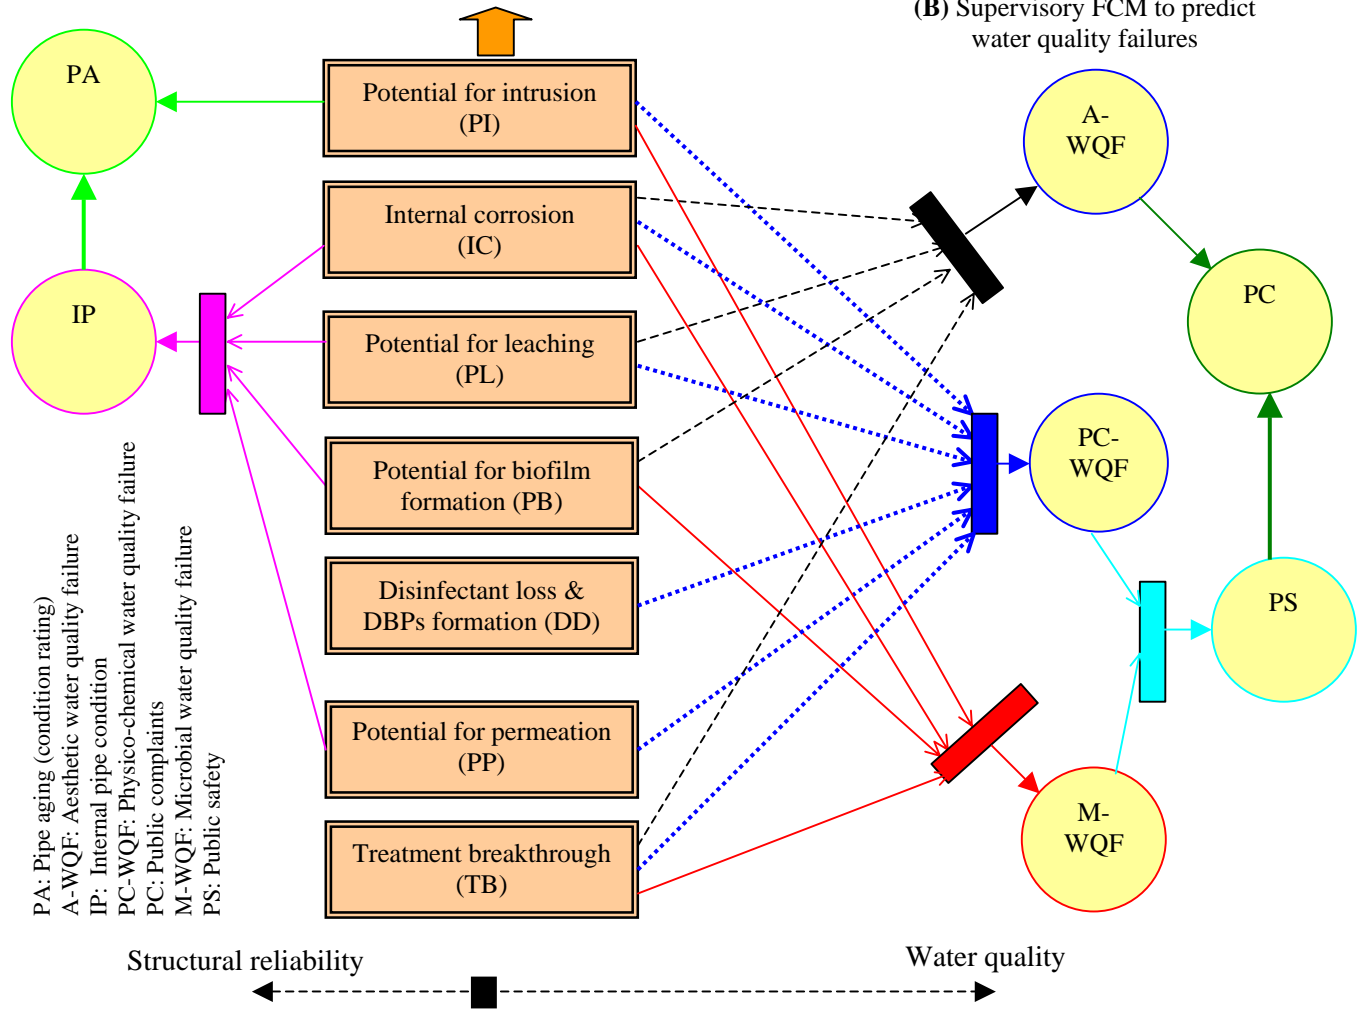 (B) Supervisory FCM to predict
water quality failures
PA
Potential for intrusion
(PI)
A-
WQF
Internal corrosion
(IC)
PC
IP
Potential for leaching
(PL)
PC-
WQF
Potential for biofilm
formation (PB)
Disinfectant loss &
DBPs formation (DD)
PS
Potential for permeation
(PP)
M-
WQF
Treatment breakthrough
(TB)
PA: Pipe aging (condition rating)
A-WQF: Aesthetic water quality failure
IP: Internal pipe condition
PC-WQF: Physico-chemical water quality failure
PC: Public complaints
M-WQF: Microbial water quality failure
PS: Public safety
Structural reliability
Water quality